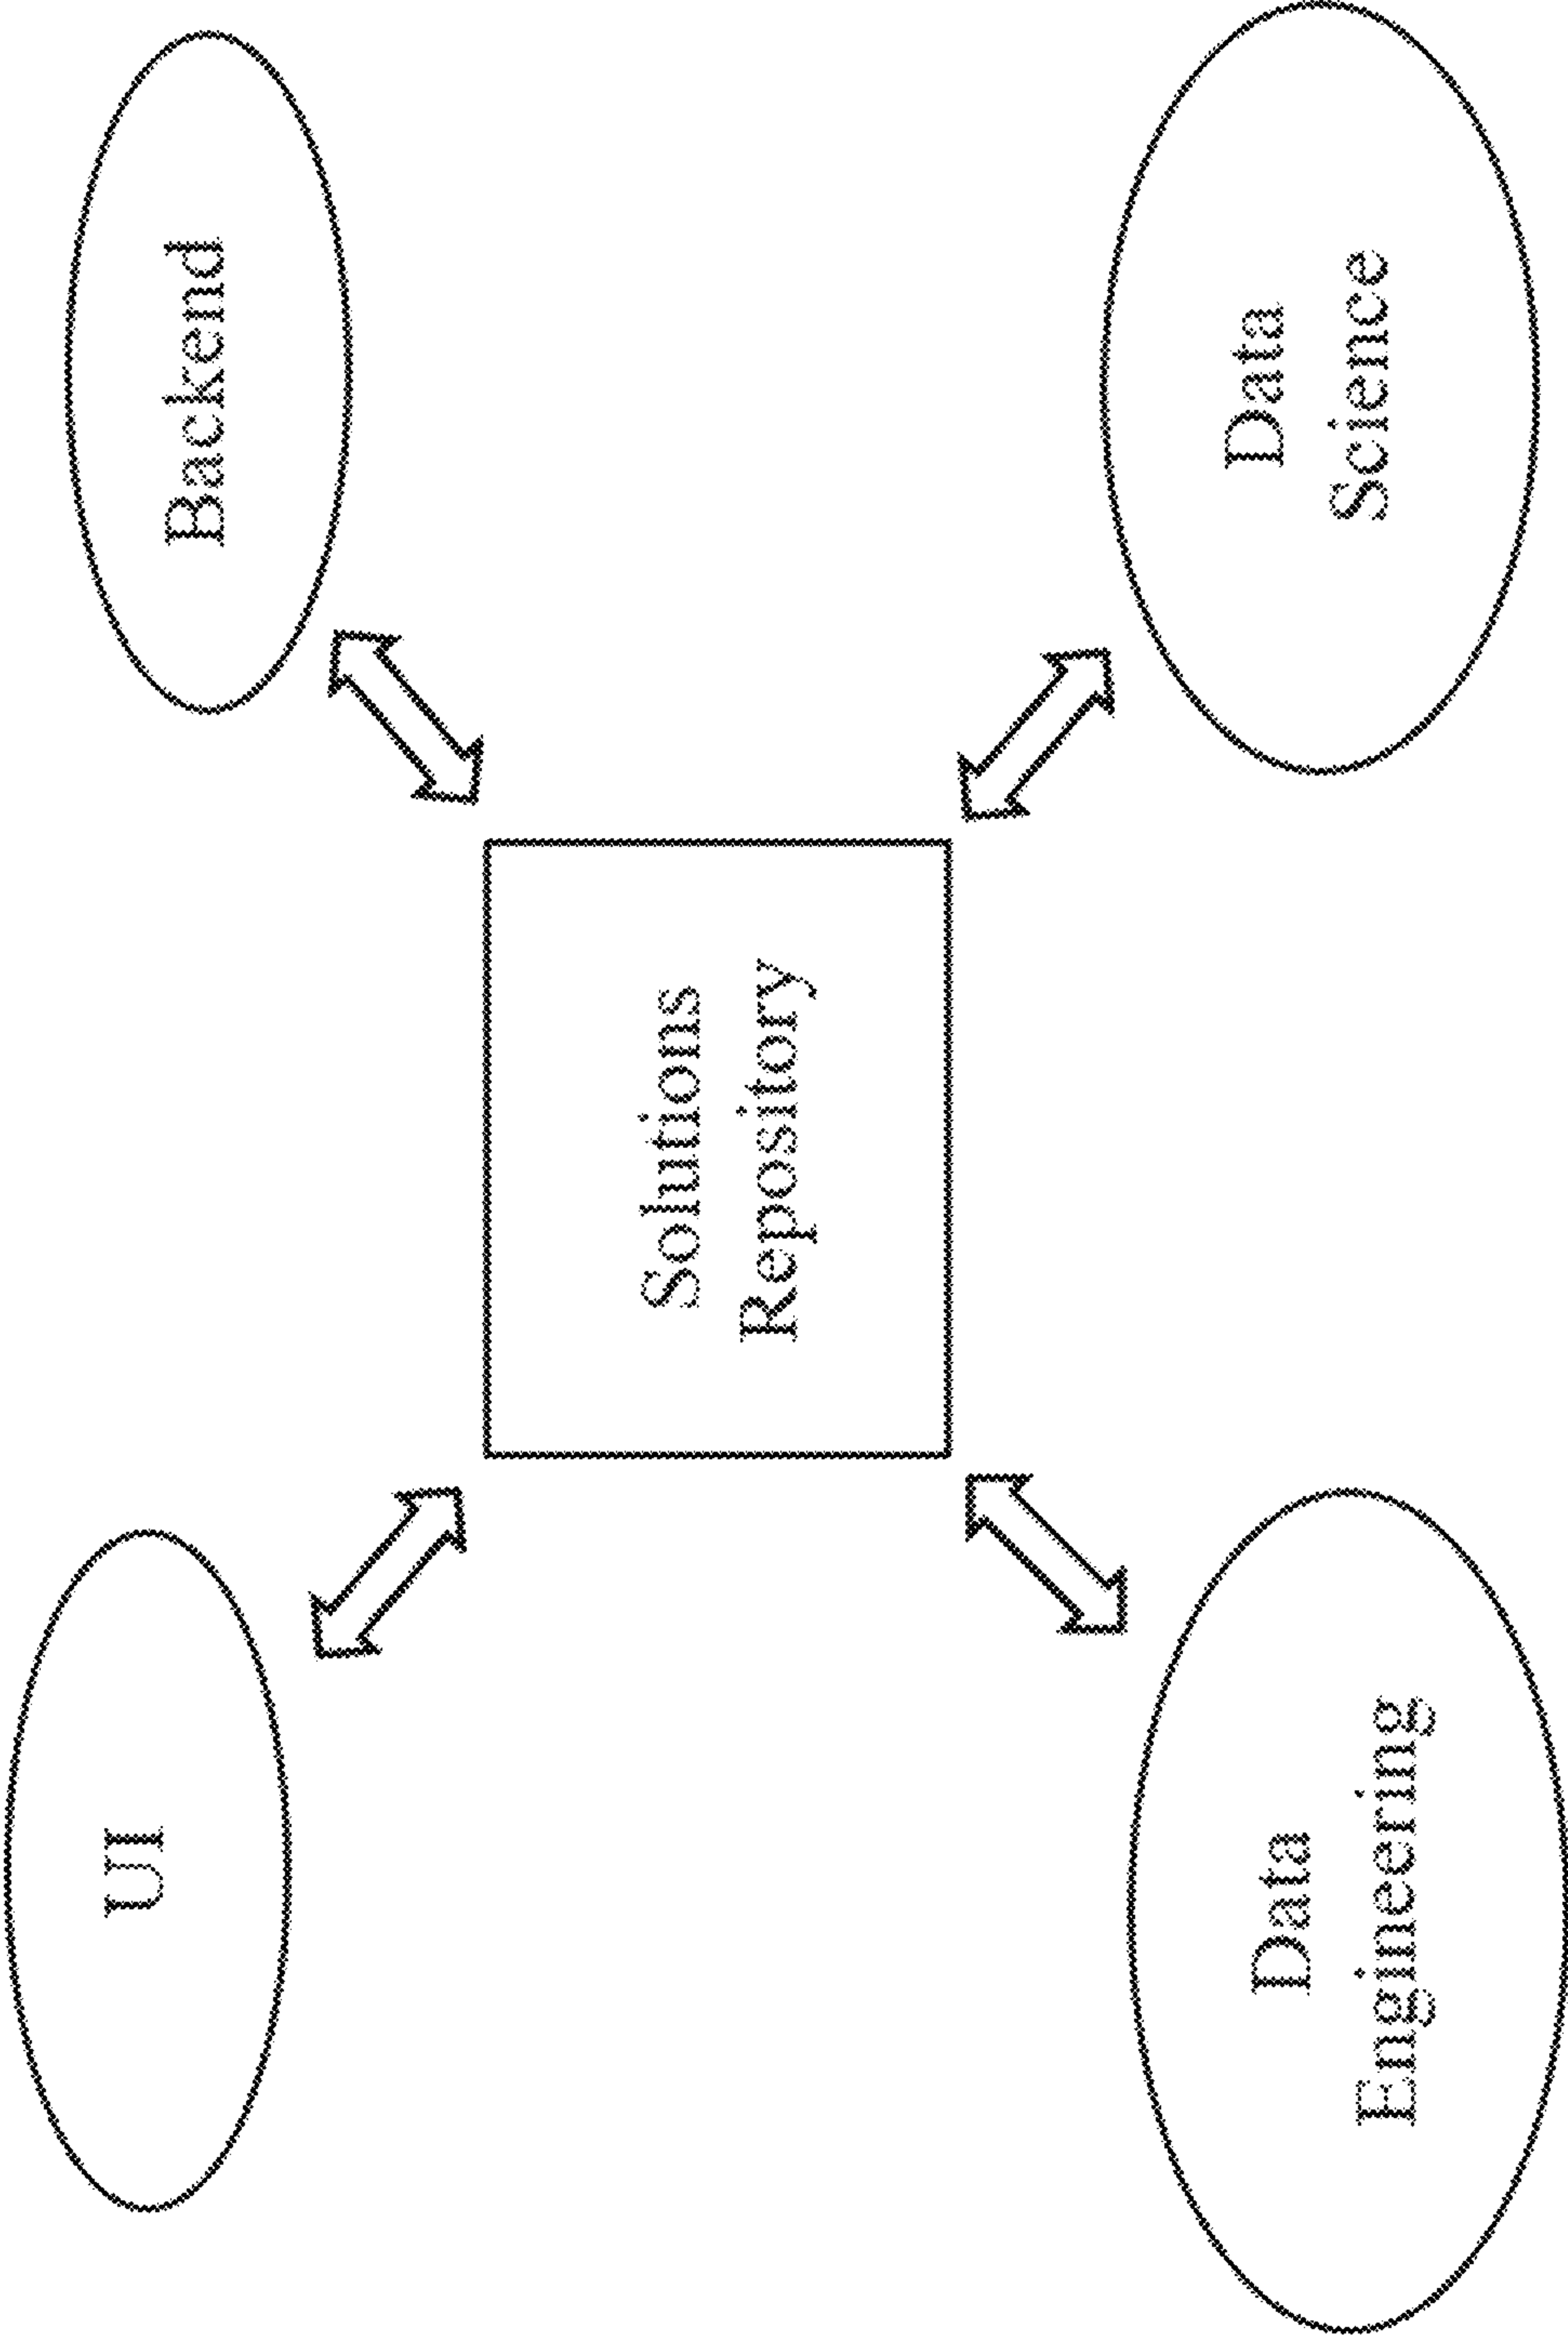 UI
Backend
Solutions
Repository
Data
Engineering
Data
Science